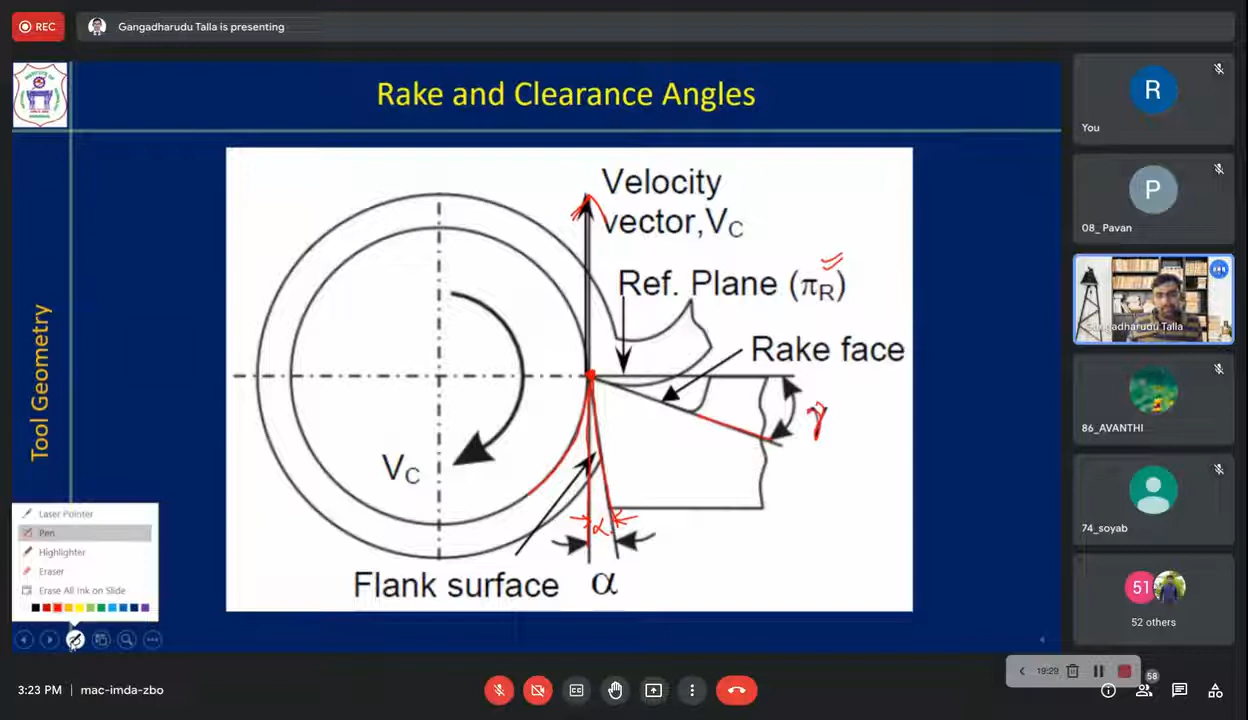 REC
Gangadharudu Talla is presenting
Rake and Clearance Angles
Tool Geometry
Velocity
vector,VC
Ref. Plane (πR)
Rake face
γ
VC
α
Flank surface
α
Laser Pointer
Pen
Highlighter
Eraser
Erase All Ink on Slide
R
You
P
08_ Pavan
Gangadharudu Talla
86_AVANTHI
74_soyab
51
52 others
19:29
3:23 PM | mac-imda-zbo
58